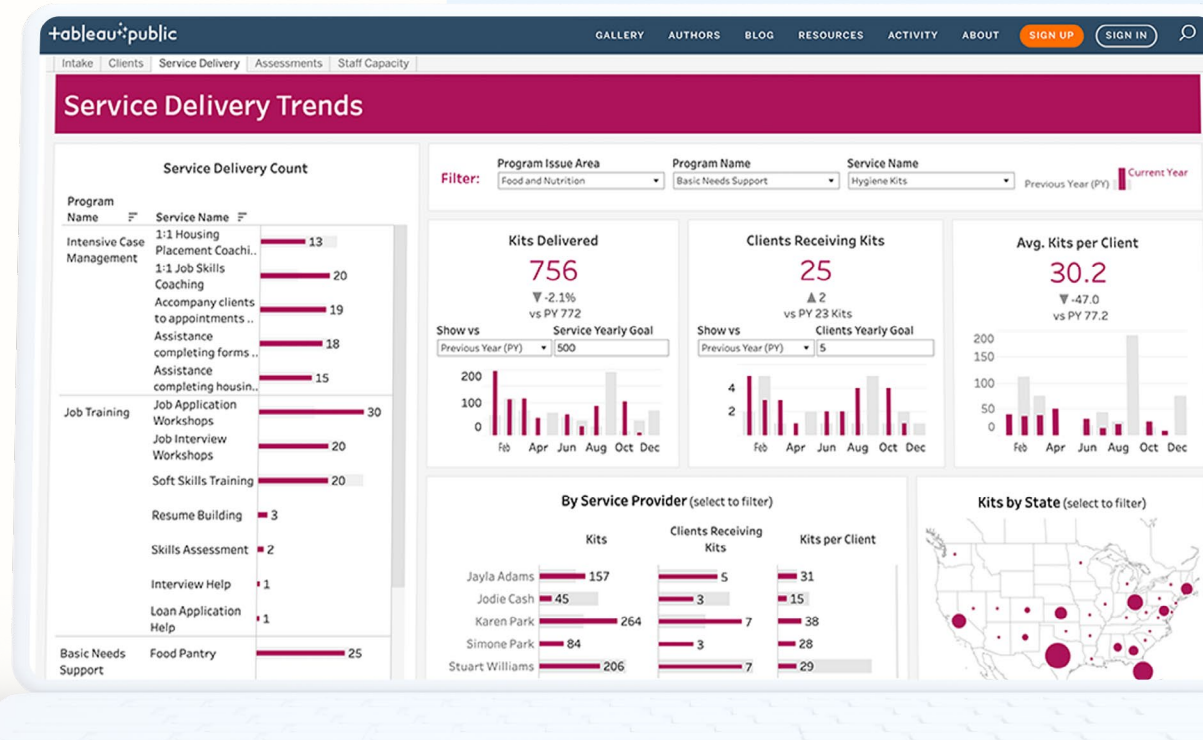 +ableau public
GALLERY AUTHORS BLOG RESOURCES ACTIVITY ABOUT SIGN UP SIGN IN
Intake Clients Service Delivery Assessments Staff Capacity
Service Delivery Trends
Service Delivery Count
Program
Name Service Name
Intensive Case
Management
1:1 Housing
Placement Coachi..
13
1:1 Job Skills
Coaching
20
Accompany clients
to appointments ..
19
Assistance
completing forms ..
18
Assistance
completing housin..
15
Job Training
Job Application
Workshops
30
Job Interview
Workshops
20
Soft Skills Training 20
Resume Building 3
Skills Assessment 2
Interview Help 1
Loan Application
Help
1
Basic Needs
Support
Food Pantry 25
Filter:
Program Issue Area
Food and Nutrition
Program Name
Basic Needs Support
Service Name
Hygiene Kits
Previous Year (PY)
Current Year
Kits Delivered
756
▼ -2.1%
vs PY 772
Show vs Service Yearly Goal
Previous Year (PY) 500
200
100
0
Feb Apr Jun Aug Oct Dec
Clients Receiving Kits
25
▲ 2
vs PY 23 Kits
Show vs Clients Yearly Goal
Previous Year (PY) 5
4
2
Feb Apr Jun Aug Oct Dec
Avg. Kits per Client
30.2
▼ -47.0
vs PY 77.2
200
150
100
50
0
Feb Apr Jun Aug Oct Dec
By Service Provider (select to filter)
Kits
Clients Receiving
Kits
Kits per Client
Jayla Adams 157 5 31
Jodie Cash 45 3 15
Karen Park 264 7 38
Simone Park 84 3 28
Stuart Williams 206 7 29
Kits by State (select to filter)